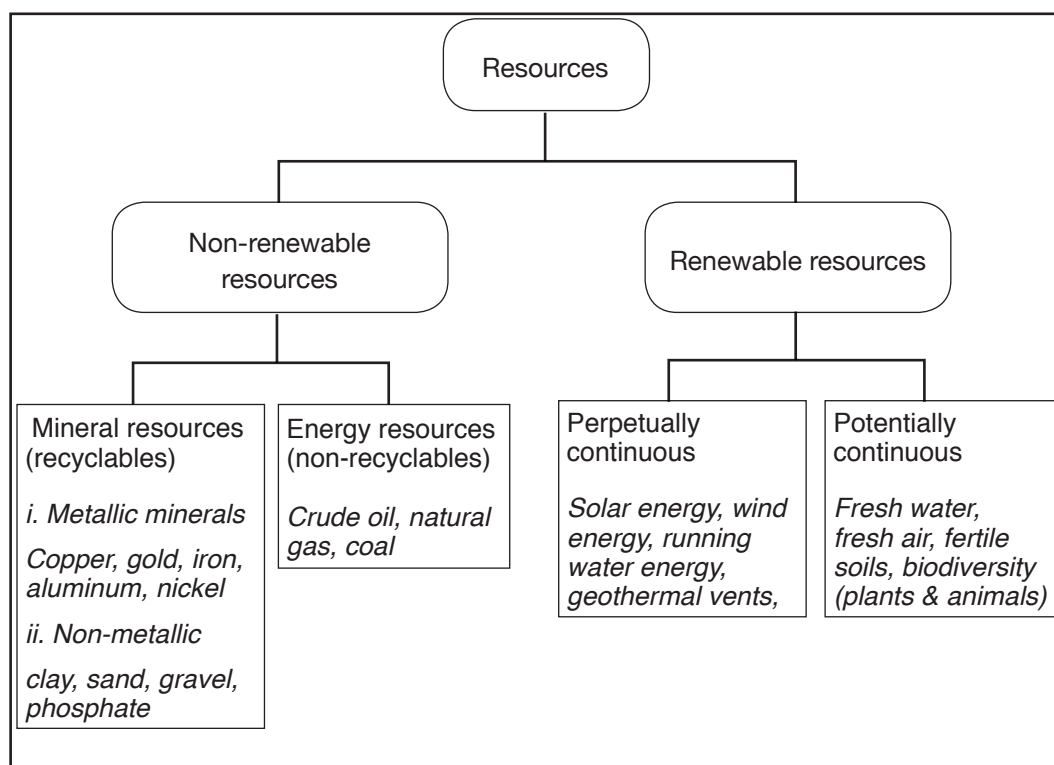 Resources
Non-renewable
resources
Renewable resources
Mineral resources
(recyclables)
i. Metallic minerals
Copper, gold, iron,
aluminum, nickel
ii. Non-metallic
clay, sand, gravel,
phosphate
Energy resources
(non-recyclables)
Crude oil, natural
gas, coal
Perpetually
continuous
Solar energy, wind
energy, running
water energy,
geothermal vents,
Potentially
continuous
Fresh water,
fresh air, fertile
soils, biodiversity
(plants & animals)